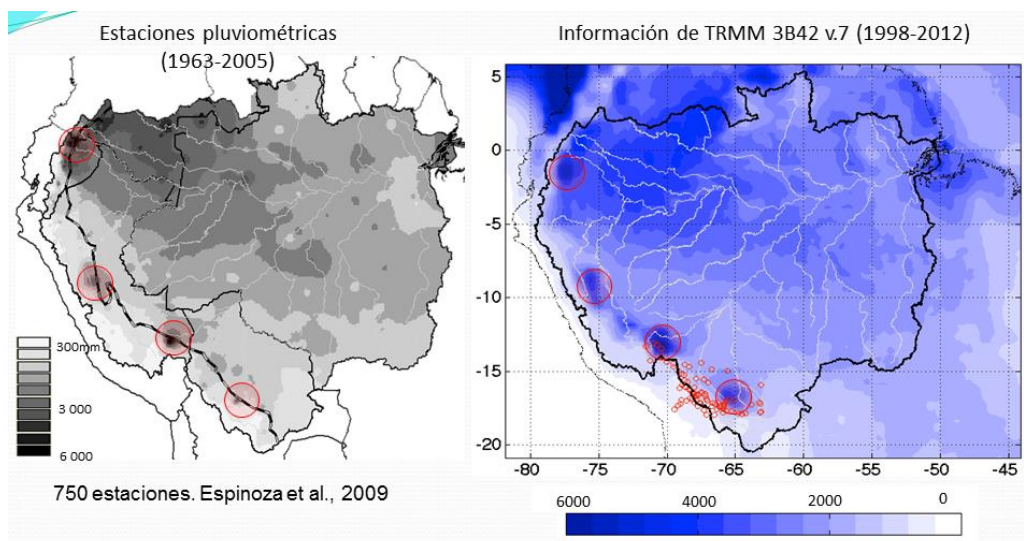 Estaciones pluviométricas
(1963-2005)
300mm
3 000
6 000
750 estaciones. Espinoza et al., 2009
Información de TRMM 3B42 v.7 (1998-2012)
5
0
-5
-10
-15
-20
-80 -75 -70 -65 -60 -55 -50 -45
6000 4000 2000 0